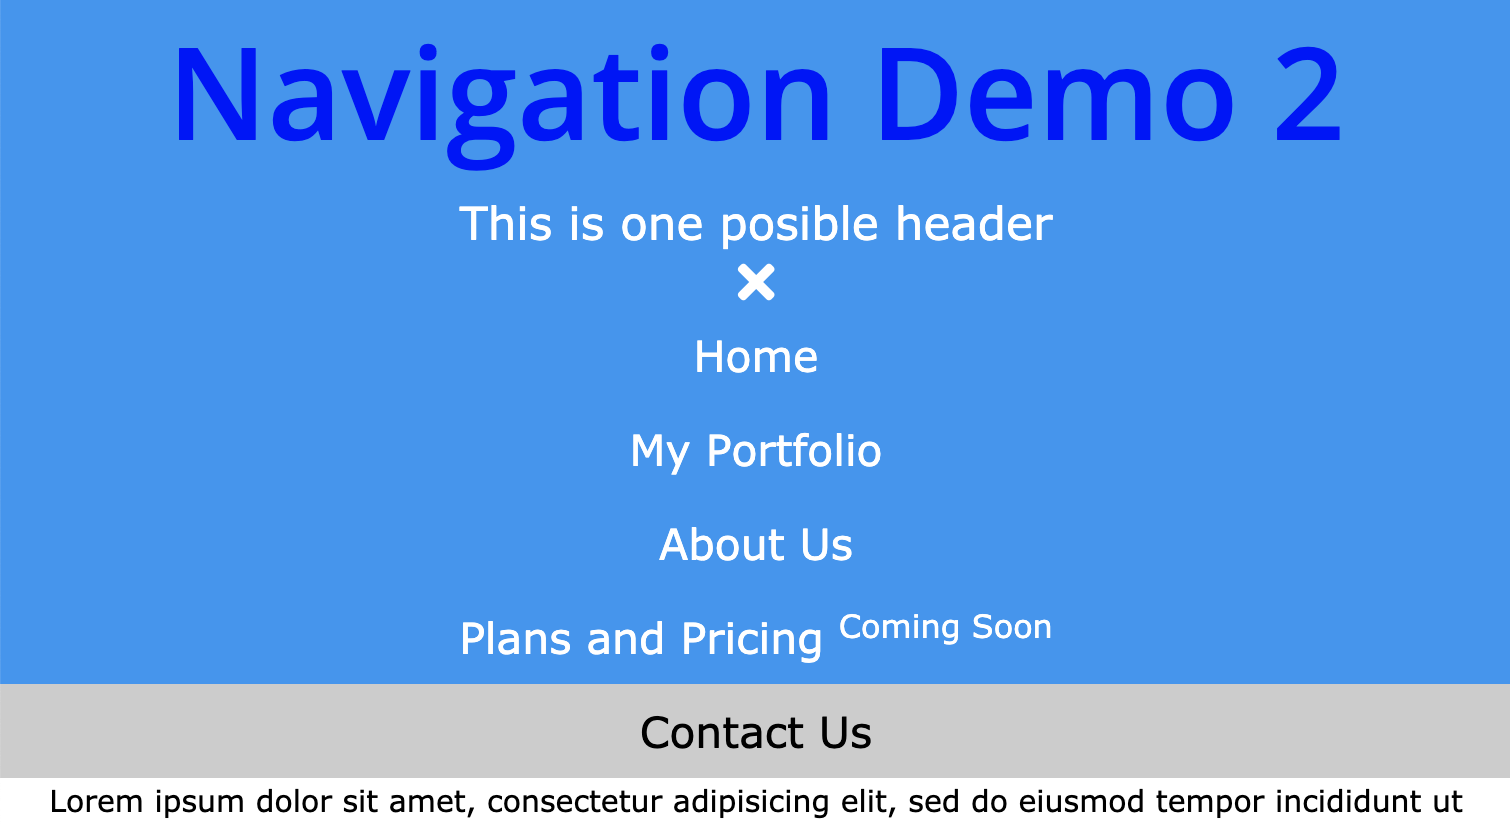 Navigation Demo 2
This is one posible header
Home
My Portfolio
About Us
Plans and Pricing Coming Soon
Contact Us
Lorem ipsum dolor sit amet, consectetur adipisicing elit, sed do eiusmod tempor incididunt ut